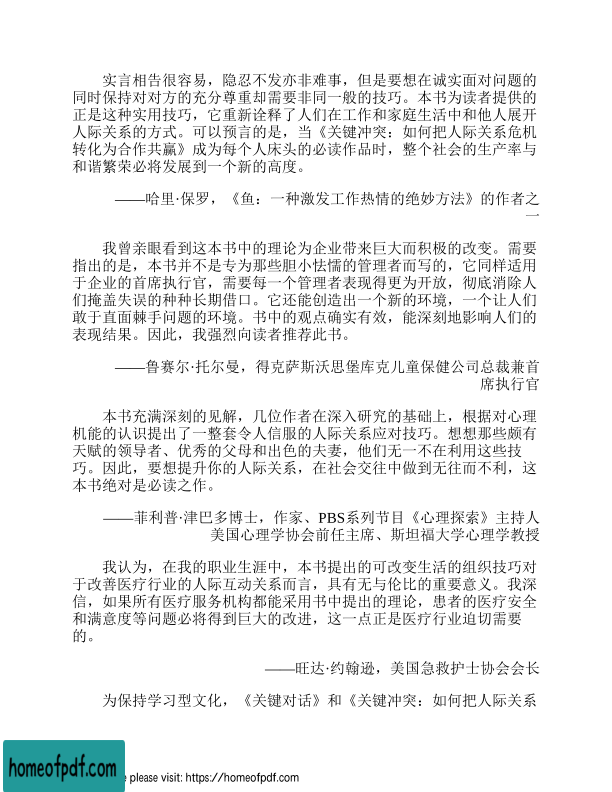 实言相告很容易，隐忍不发亦非难事，但是要想在诚实面对问题的
同时保持对对方的充分尊重却需要非同一般的技巧。本书为读者提供的
正是这种实用技巧，它重新诠释了人们在工作和家庭生活中和他人展开
人际关系的方式。可以预言的是，当《关键冲突：如何把人际关系危机
转化为合作共赢》成为每个人床头的必读作品时，整个社会的生产率与
和谐繁荣必将发展到一个新的高度。
——哈里·保罗，《鱼：一种激发工作热情的绝妙方法》的作者之
一
我曾亲眼看到这本书中的理论为企业带来巨大而积极的改变。需要
指出的是，本书并不是专为那些胆小怯懦的管理者而写的，它同样适用
于企业的首席执行官，需要每一个管理者表现得更为开放，彻底消除人
们掩盖失误的种种长期借口。它还能创造出一个新的环境，一个让人们
敢于直面棘手问题的环境。书中的观点确实有效，能深刻地影响人们的
表现结果。因此，我强烈向读者推荐此书。
——鲁赛尔·托尔曼，得克萨斯沃思堡库克儿童保健公司总裁兼首
席执行官
本书充满深刻的见解，几位作者在深入研究的基础上，根据对心理
机能的认识提出了一整套令人信服的人际关系应对技巧。想想那些颇有
天赋的领导者、优秀的父母和出色的夫妻，他们无一不在利用这些技
巧。因此，要想提升你的人际关系，在社会交往中做到无往而不利，这
本书绝对是必读之作。
——菲利普·津巴多博士，作家、PBS系列节目《心理探索》主持人
美国心理学协会前任主席、斯坦福大学心理学教授
我认为，在我的职业生涯中，本书提出的可改变生活的组织技巧对
于改善医疗行业的人际互动关系而言，具有无与伦比的重要意义。我深
信，如果所有医疗服务机构都能采用书中提出的理论，患者的医疗安全
和满意度等问题必将得到巨大的改进，这一点正是医疗行业迫切需要
的。
——旺达·约翰逊，美国急救护士协会会长
为保持学习型文化，《关键对话》和《关键冲突：如何把人际关系
homeofpdf.com
please visit: https://homeofpdf.com